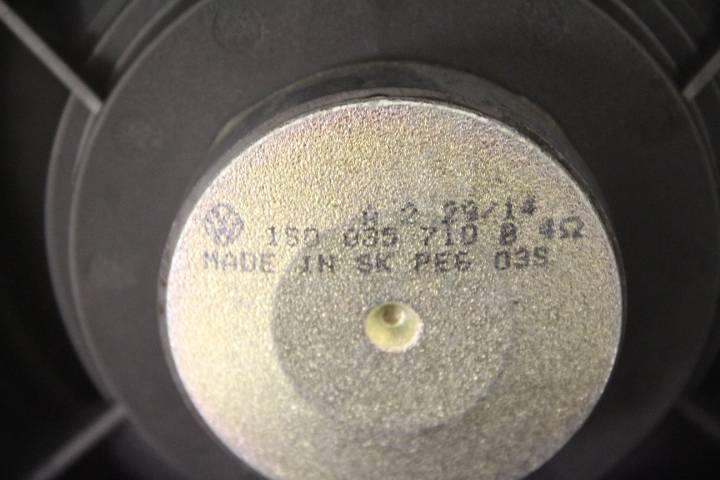 A 2 29/14
1S0 035 710 B 4Ω
MADE IN SK PE6 03S